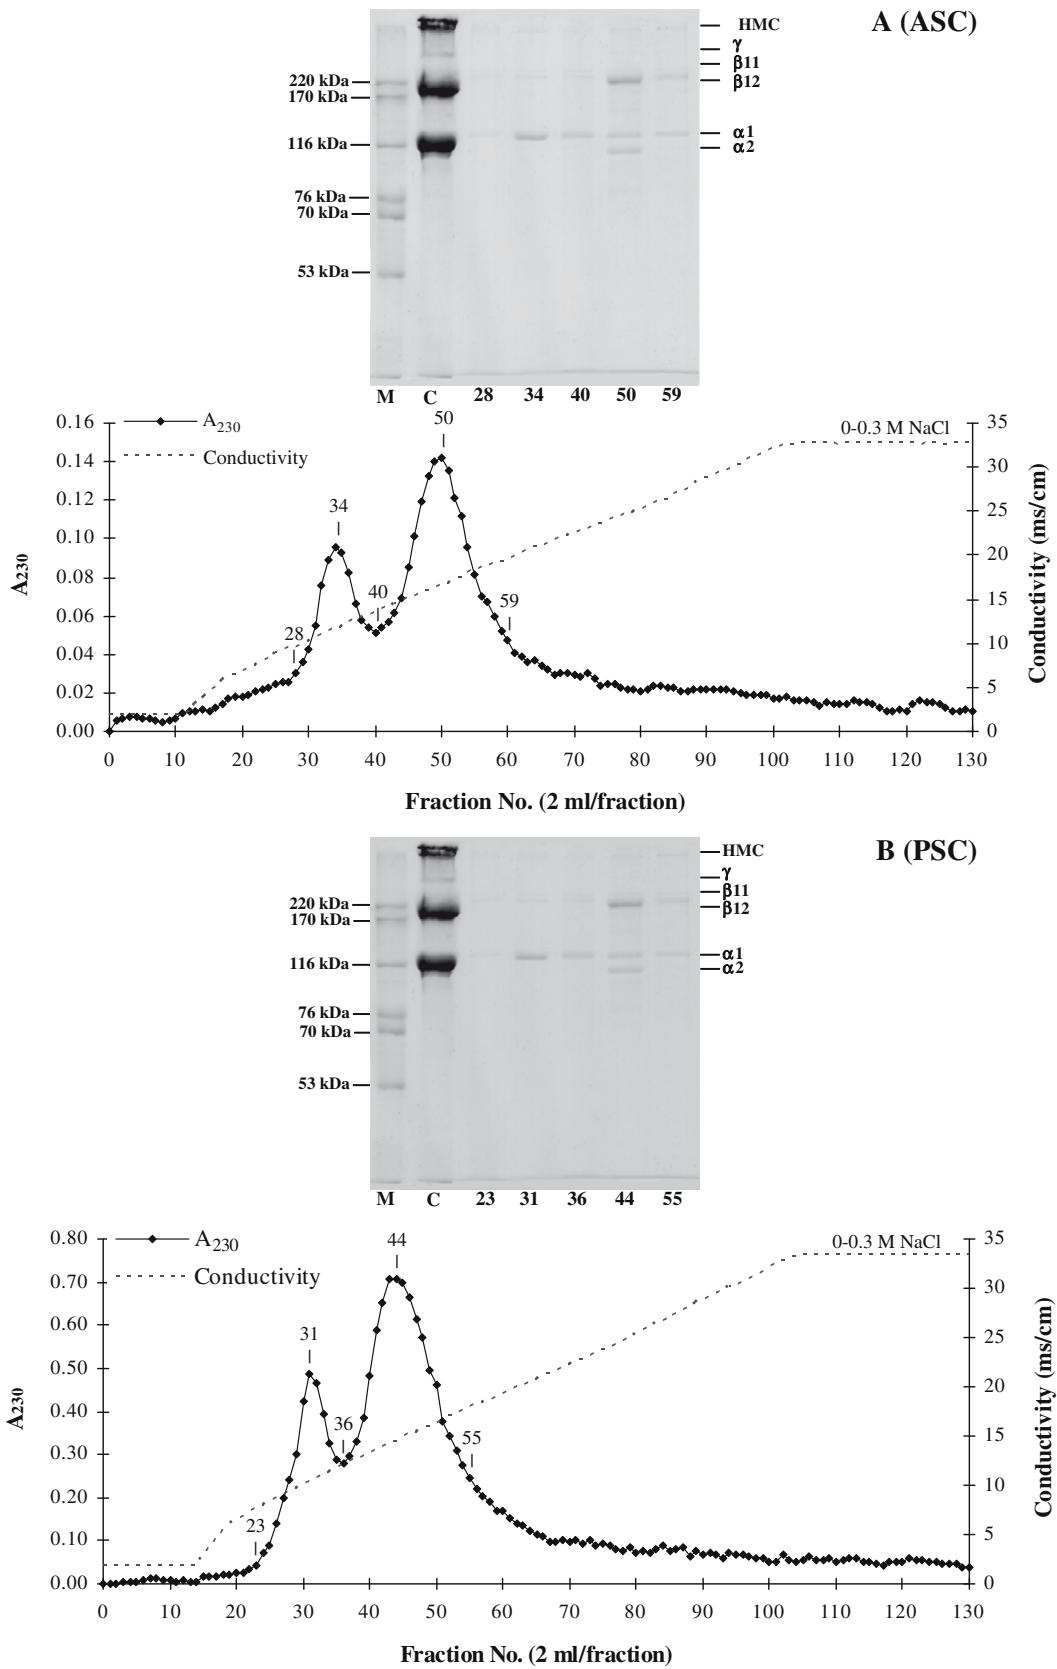 A (ASC)
HMC
γ
β11
β12
α1
α2
220 kDa
170 kDa
116 kDa
76 kDa
70 kDa
53 kDa
M C 28 34 40 50 59
0.16
0.14
0.12
0.10
0.08
0.06
0.04
0.02
0.00
A230
A230
Conductivity
28
34
40
50
59
0-0.3 M NaCl
35
30
25
20
15
10
5
0
Conductivity (ms/cm)
0 10 20 30 40 50 60 70 80 90 100 110 120 130
Fraction No. (2 ml/fraction)
B (PSC)
HMC
γ
β11
β12
α1
α2
220 kDa
170 kDa
116 kDa
76 kDa
70 kDa
53 kDa
M C 23 31 36 44 55
0.80
0.70
0.60
0.50
0.40
0.30
0.20
0.10
0.00
A230
A230
Conductivity
23
31
36
44
55
0-0.3 M NaCl
35
30
25
20
15
10
5
0
Conductivity (ms/cm)
0 10 20 30 40 50 60 70 80 90 100 110 120 130
Fraction No. (2 ml/fraction)